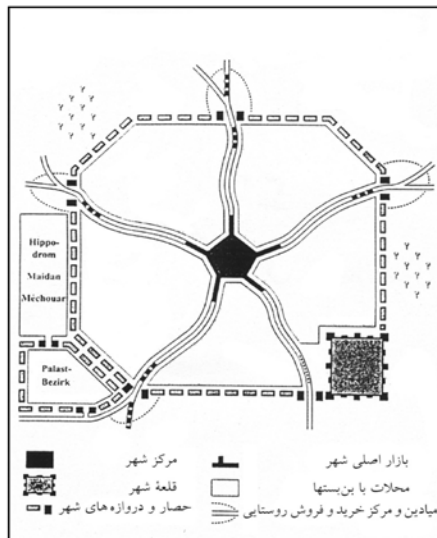 Hippo-
drom
Maidan
Méchouar
Palast-
Bezirk
بازار اصلی شهر
مرکز شهر
محلات با بن‌بستها
قلعهٔ شهر
میادین و مرکز خرید و فروش روستایی
حصار و دروازه های شهر